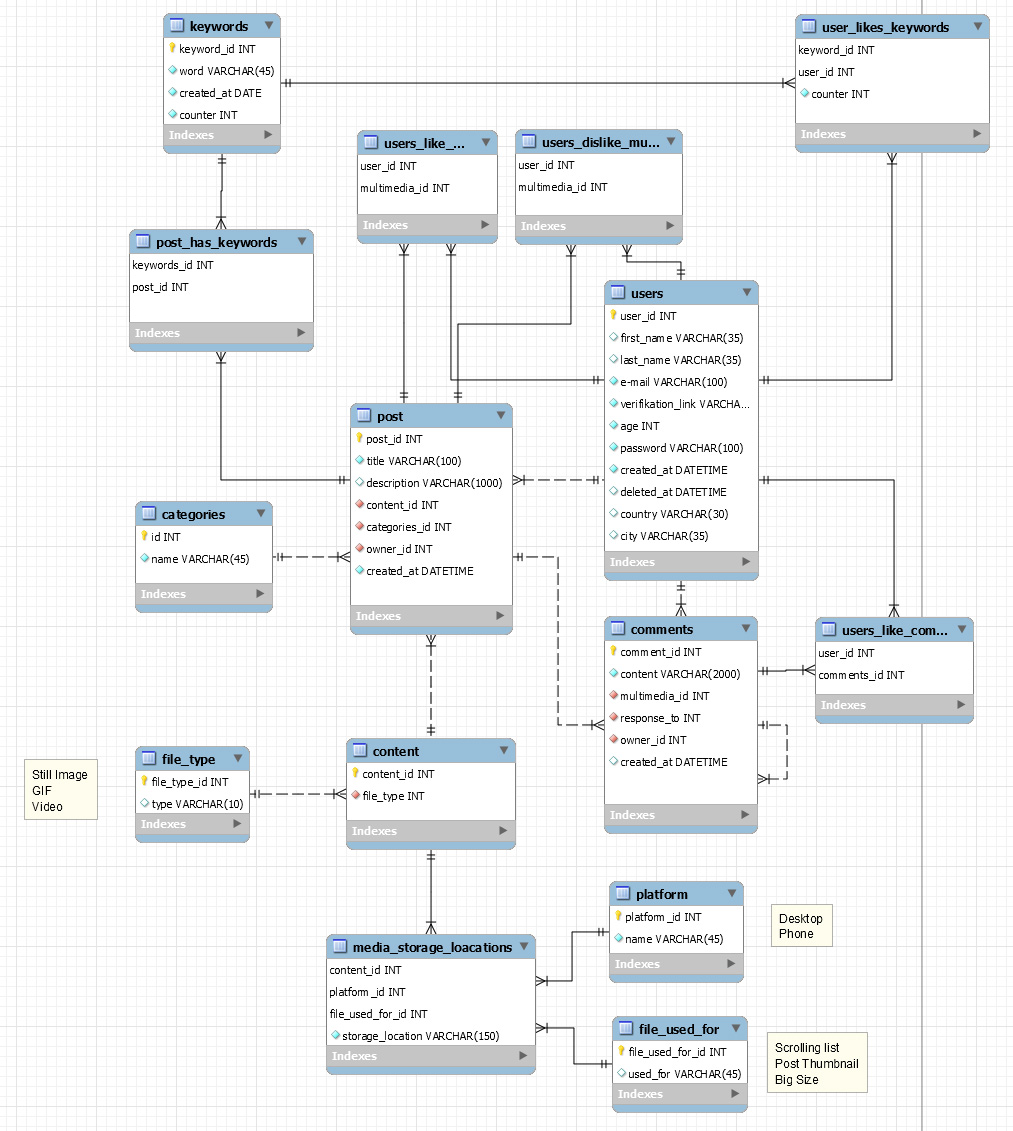 keywords
keyword_id INT
word VARCHAR(45)
created_at DATE
counter INT
Indexes
user_likes_keywords
keyword_id INT
user_id INT
counter INT
Indexes
users_like_...
user_id INT
multimedia_id INT
Indexes
users_dislike_mu...
user_id INT
multimedia_id INT
Indexes
post_has_keywords
keywords_id INT
post_id INT
Indexes
users
user_id INT
first_name VARCHAR(35)
last_name VARCHAR(35)
e-mail VARCHAR(100)
verifikation_link VARCHA...
age INT
password VARCHAR(100)
created_at DATETIME
deleted_at DATETIME
country VARCHAR(30)
city VARCHAR(35)
Indexes
post
post_id INT
title VARCHAR(100)
description VARCHAR(1000)
content_id INT
categories_id INT
owner_id INT
created_at DATETIME
Indexes
categories
id INT
name VARCHAR(45)
Indexes
comments
comment_id INT
content VARCHAR(2000)
multimedia_id INT
response_to INT
owner_id INT
created_at DATETIME
Indexes
users_like_com...
user_id INT
comments_id INT
Indexes
Still Image
GIF
Video
file_type
file_type_id INT
type VARCHAR(10)
Indexes
content
content_id INT
file_type INT
Indexes
platform
platform_id INT
name VARCHAR(45)
Indexes
Desktop
Phone
media_storage_loacations
content_id INT
platform_id INT
file_used_for_id INT
storage_location VARCHAR(150)
Indexes
file_used_for
file_used_for_id INT
used_for VARCHAR(45)
Indexes
Scrolling list
Post Thumbnail
Big Size